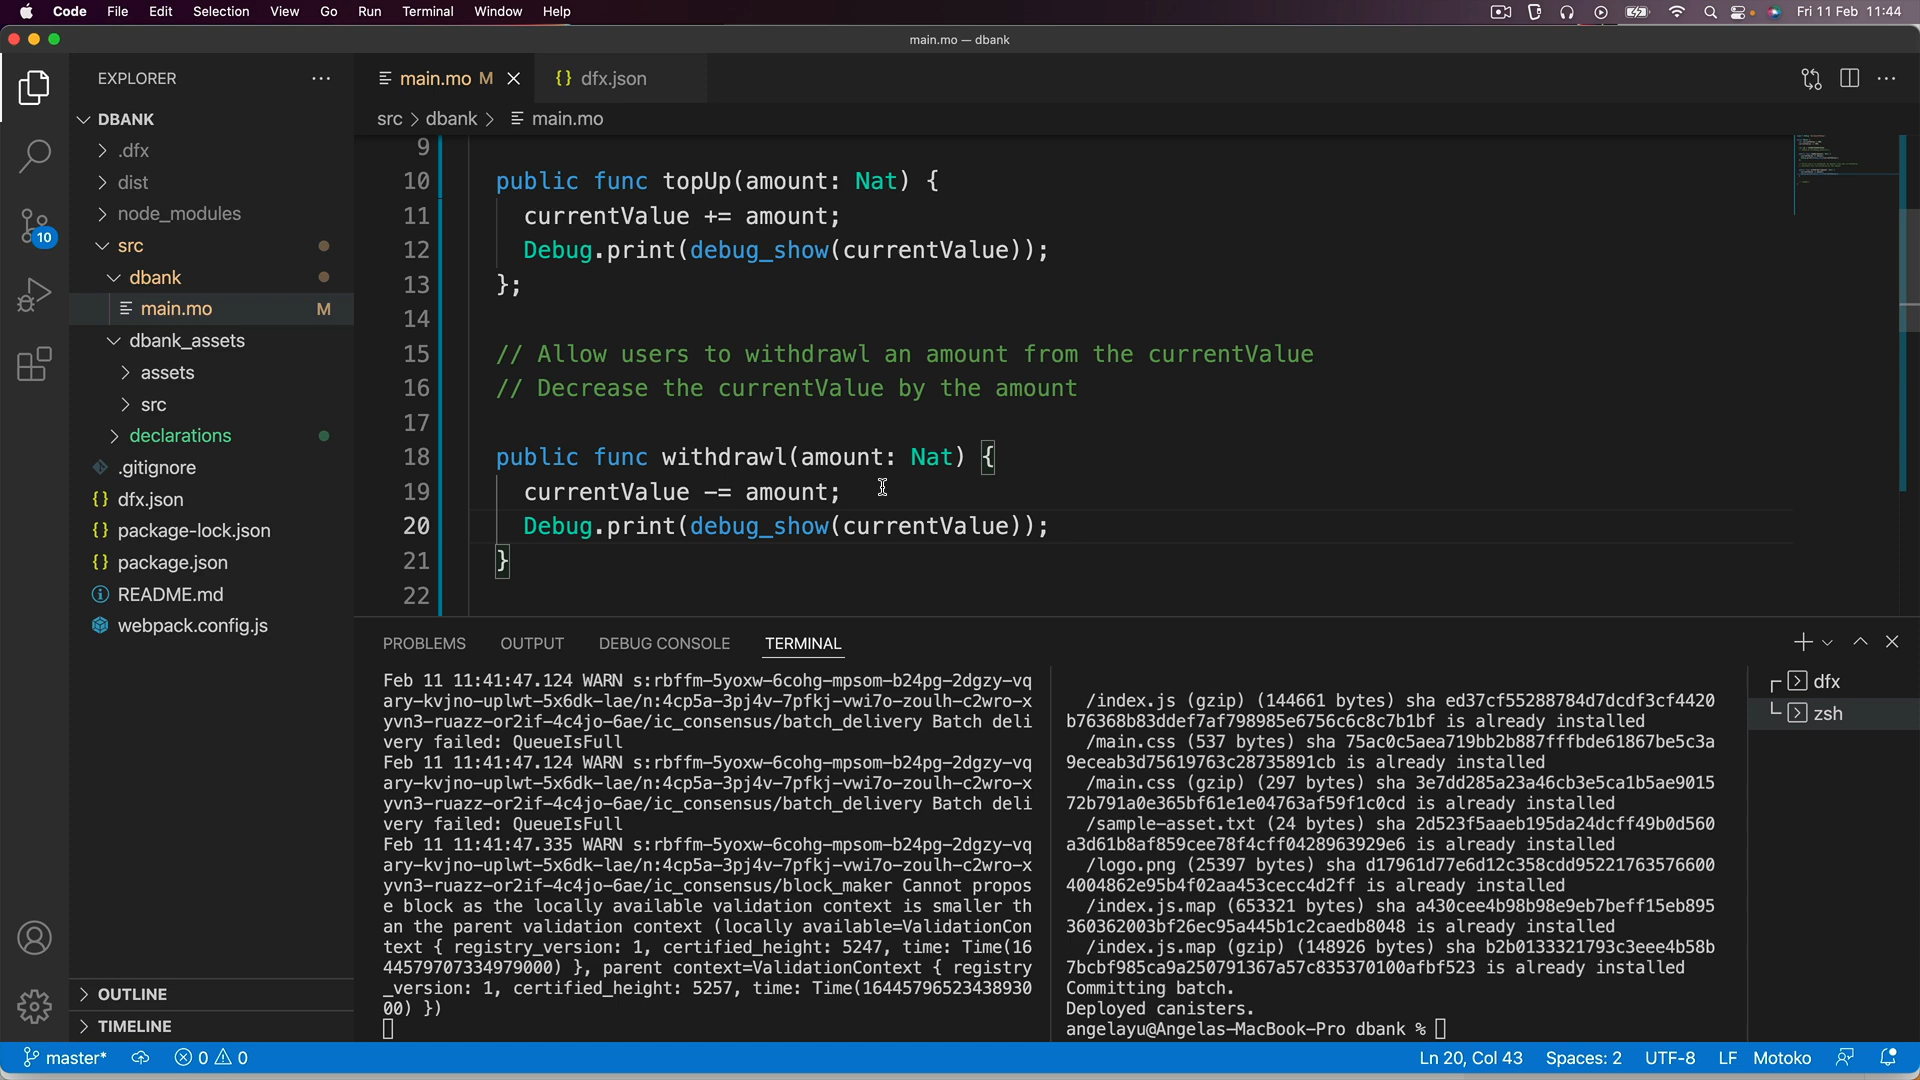 Code File Edit Selection View Go Run Terminal Window Help Fri 11 Feb 11:44
main.mo — dbank
EXPLORER
main.mo M
{} dfx.json
src > dbank > main.mo
DBANK
.dfx
dist
node_modules
src
dbank
main.mo M
dbank_assets
assets
src
declarations
.gitignore
{} dfx.json
{} package-lock.json
{} package.json
README.md
webpack.config.js
OUTLINE
TIMELINE
10
9
10 public func topUp(amount: Nat) {
11 currentValue += amount;
12 Debug.print(debug_show(currentValue));
13 };
14
15 // Allow users to withdrawl an amount from the currentValue
16 // Decrease the currentValue by the amount
17
18 public func withdrawl(amount: Nat) {
19 currentValue -= amount;
20 Debug.print(debug_show(currentValue));
21 }
22
PROBLEMS OUTPUT DEBUG CONSOLE TERMINAL
Feb 11 11:41:47.124 WARN s:rbffm-5yoxw-6cohg-mpsom-b24pg-2dgzy-vq
ary-kvjno-uplwt-5x6dk-lae/n:4cp5a-3pj4v-7pfkj-vwi7o-zoulh-c2wro-x
yvn3-ruazz-or2if-4c4jo-6ae/ic_consensus/batch_delivery Batch deli
very failed: QueueIsFull
Feb 11 11:41:47.124 WARN s:rbffm-5yoxw-6cohg-mpsom-b24pg-2dgzy-vq
ary-kvjno-uplwt-5x6dk-lae/n:4cp5a-3pj4v-7pfkj-vwi7o-zoulh-c2wro-x
yvn3-ruazz-or2if-4c4jo-6ae/ic_consensus/batch_delivery Batch deli
very failed: QueueIsFull
Feb 11 11:41:47.335 WARN s:rbffm-5yoxw-6cohg-mpsom-b24pg-2dgzy-vq
ary-kvjno-uplwt-5x6dk-lae/n:4cp5a-3pj4v-7pfkj-vwi7o-zoulh-c2wro-x
yvn3-ruazz-or2if-4c4jo-6ae/ic_consensus/block_maker Cannot propos
e block as the locally available validation context is smaller th
an the parent validation context (locally available=ValidationCon
text { registry_version: 1, certified_height: 5247, time: Time(16
44579707334979000) }, parent context=ValidationContext { registry
_version: 1, certified_height: 5257, time: Time(16445796523438930
00) })
/index.js (gzip) (144661 bytes) sha ed37cf55288784d7dcdf3cf4420
b76368b83ddef7af798985e6756c6c8c7b1bf is already installed
/main.css (537 bytes) sha 75ac0c5aea719bb2b887fffbde61867be5c3a
9eceab3d75619763c28735891cb is already installed
/main.css (gzip) (297 bytes) sha 3e7dd285a23a46cb3e5ca1b5ae9015
72b791a0e365bf61e1e04763af59f1c0cd is already installed
/sample-asset.txt (24 bytes) sha 2d523f5aaeb195da24dcff49b0d560
a3d61b8af859cee78f4cff0428963929e6 is already installed
/logo.png (25397 bytes) sha d17961d77e6d12c358cdd95221763576600
4004862e95b4f02aa453cecc4d2ff is already installed
/index.js.map (653321 bytes) sha a430cee4b98b98e9eb7beff15eb895
360362003bf26ec95a445b1c2caedb8048 is already installed
/index.js.map (gzip) (148926 bytes) sha b2b0133321793c3eee4b58b
7bcbf985ca9a250791367a57c835370100afbf523 is already installed
Committing batch.
Deployed canisters.
angelayu@Angelas-MacBook-Pro dbank %
dfx
zsh
master* 0 0 Ln 20, Col 43 Spaces: 2 UTF-8 LF Motoko